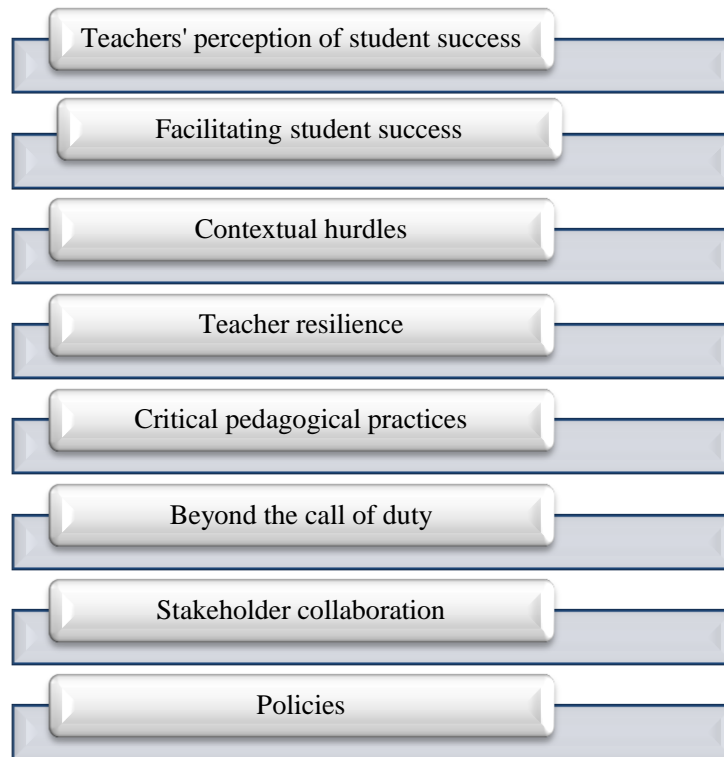 Teachers' perception of student success
Facilitating student success
Contextual hurdles
Teacher resilience
Critical pedagogical practices
Beyond the call of duty
Stakeholder collaboration
Policies